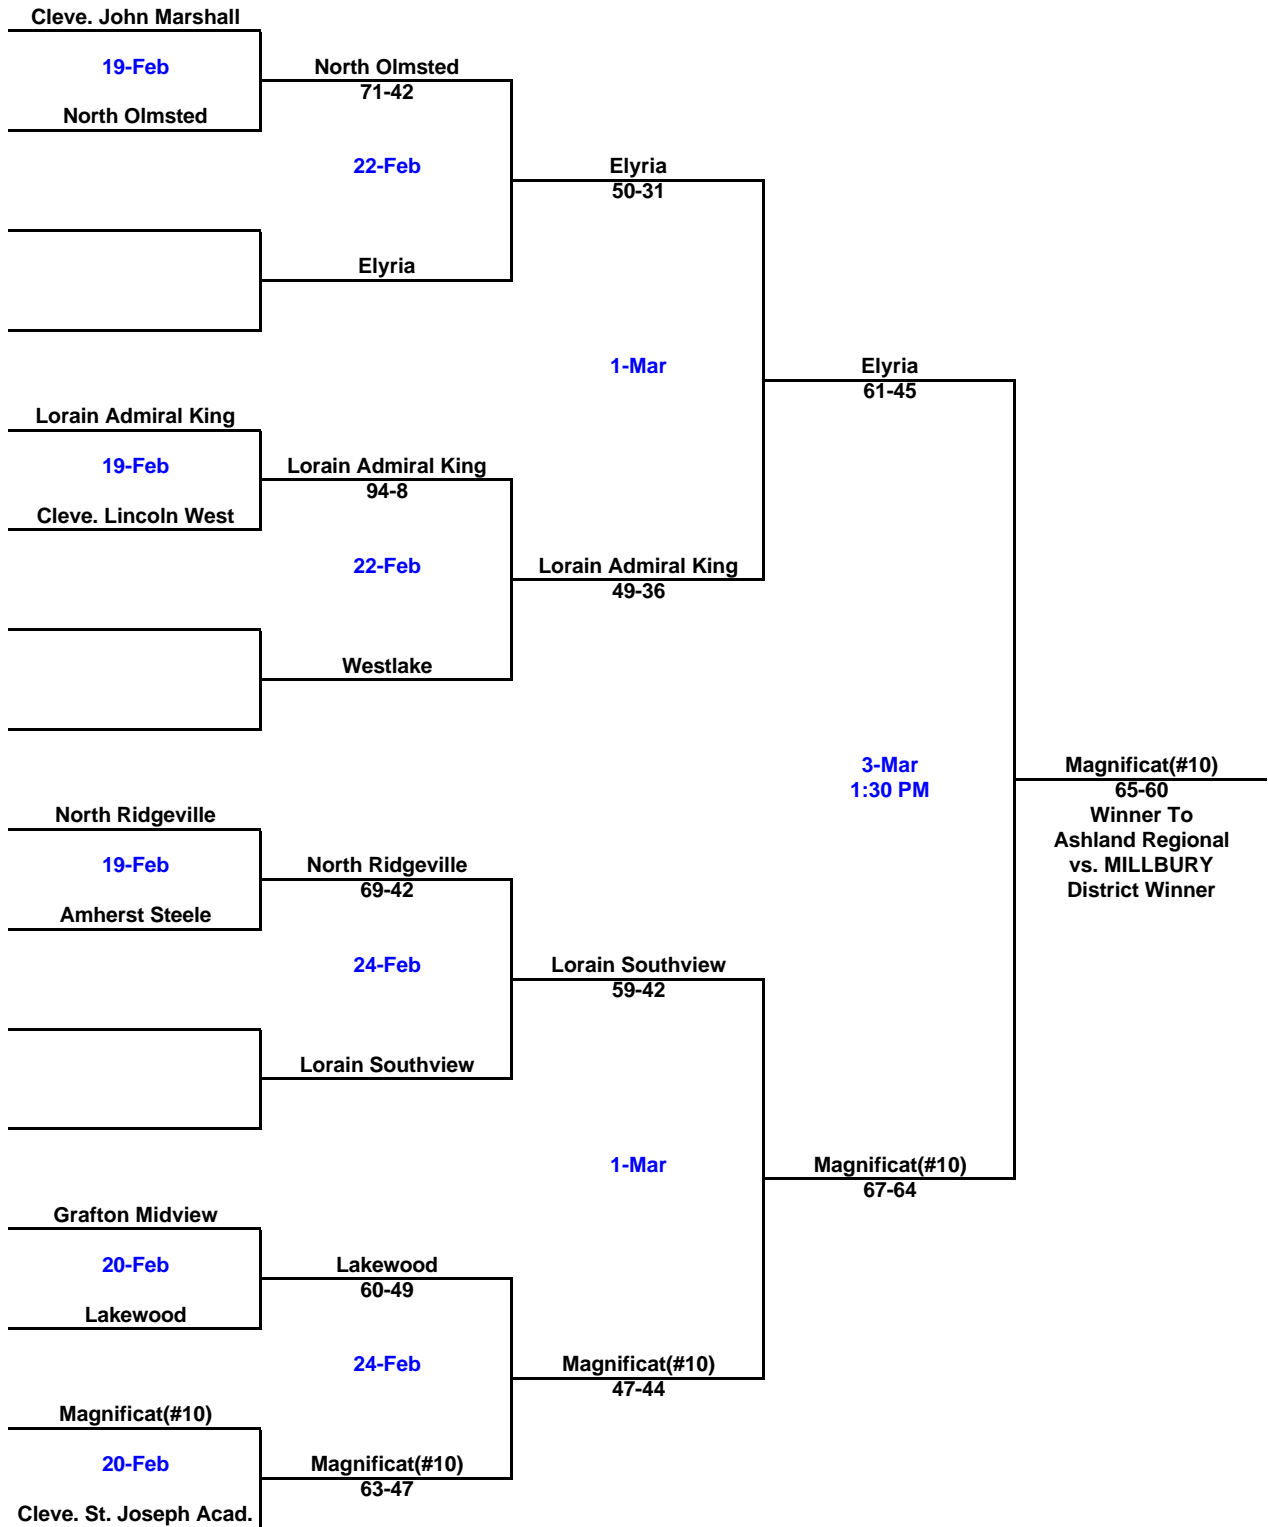 Cleve. John Marshall
19-Feb
North Olmsted
71-42
North Olmsted
22-Feb
Elyria
50-31
Elyria
1-Mar
Elyria
61-45
Lorain Admiral King
19-Feb
Lorain Admiral King
94-8
Cleve. Lincoln West
22-Feb
Lorain Admiral King
49-36
Westlake
3-Mar
1:30 PM
Magnificat(#10)
65-60
Winner To
Ashland Regional
vs. MILLBURY
District Winner
North Ridgeville
19-Feb
North Ridgeville
69-42
Amherst Steele
24-Feb
Lorain Southview
59-42
Lorain Southview
1-Mar
Magnificat(#10)
67-64
Grafton Midview
20-Feb
Lakewood
60-49
Lakewood
24-Feb
Magnificat(#10)
47-44
Magnificat(#10)
20-Feb
Magnificat(#10)
63-47
Cleve. St. Joseph Acad.